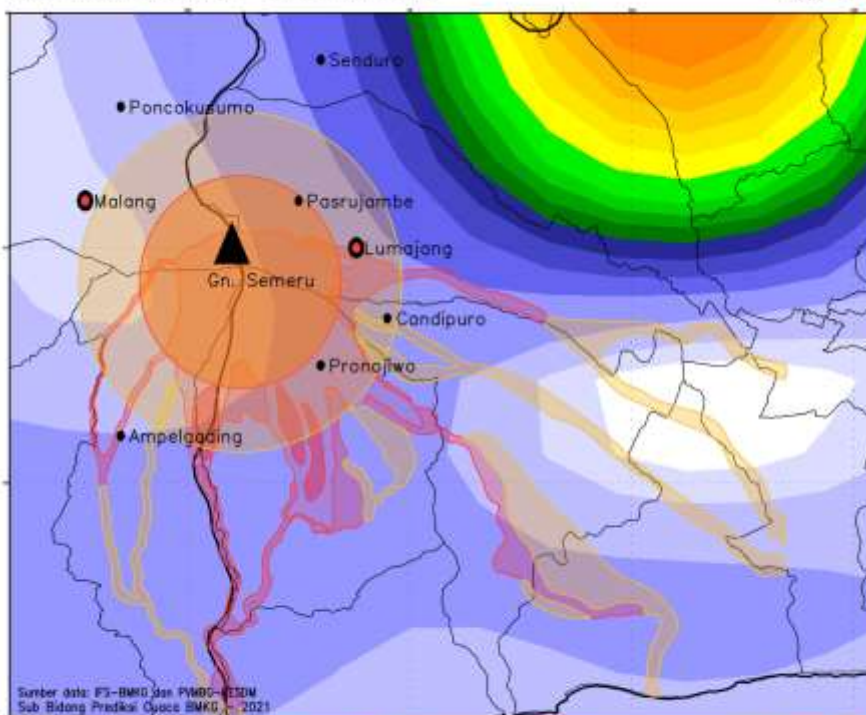 Senduro
Poncokusumo
Malang
Pasrujambe
Lumajang
Gn. Semeru
Candipuro
Pronojiwo
Ampelgading
Sumber data: IFS-BMKG dan PVMBG-KESDM
Sub Bidang Prediksi Cuaca BMKG - 2021